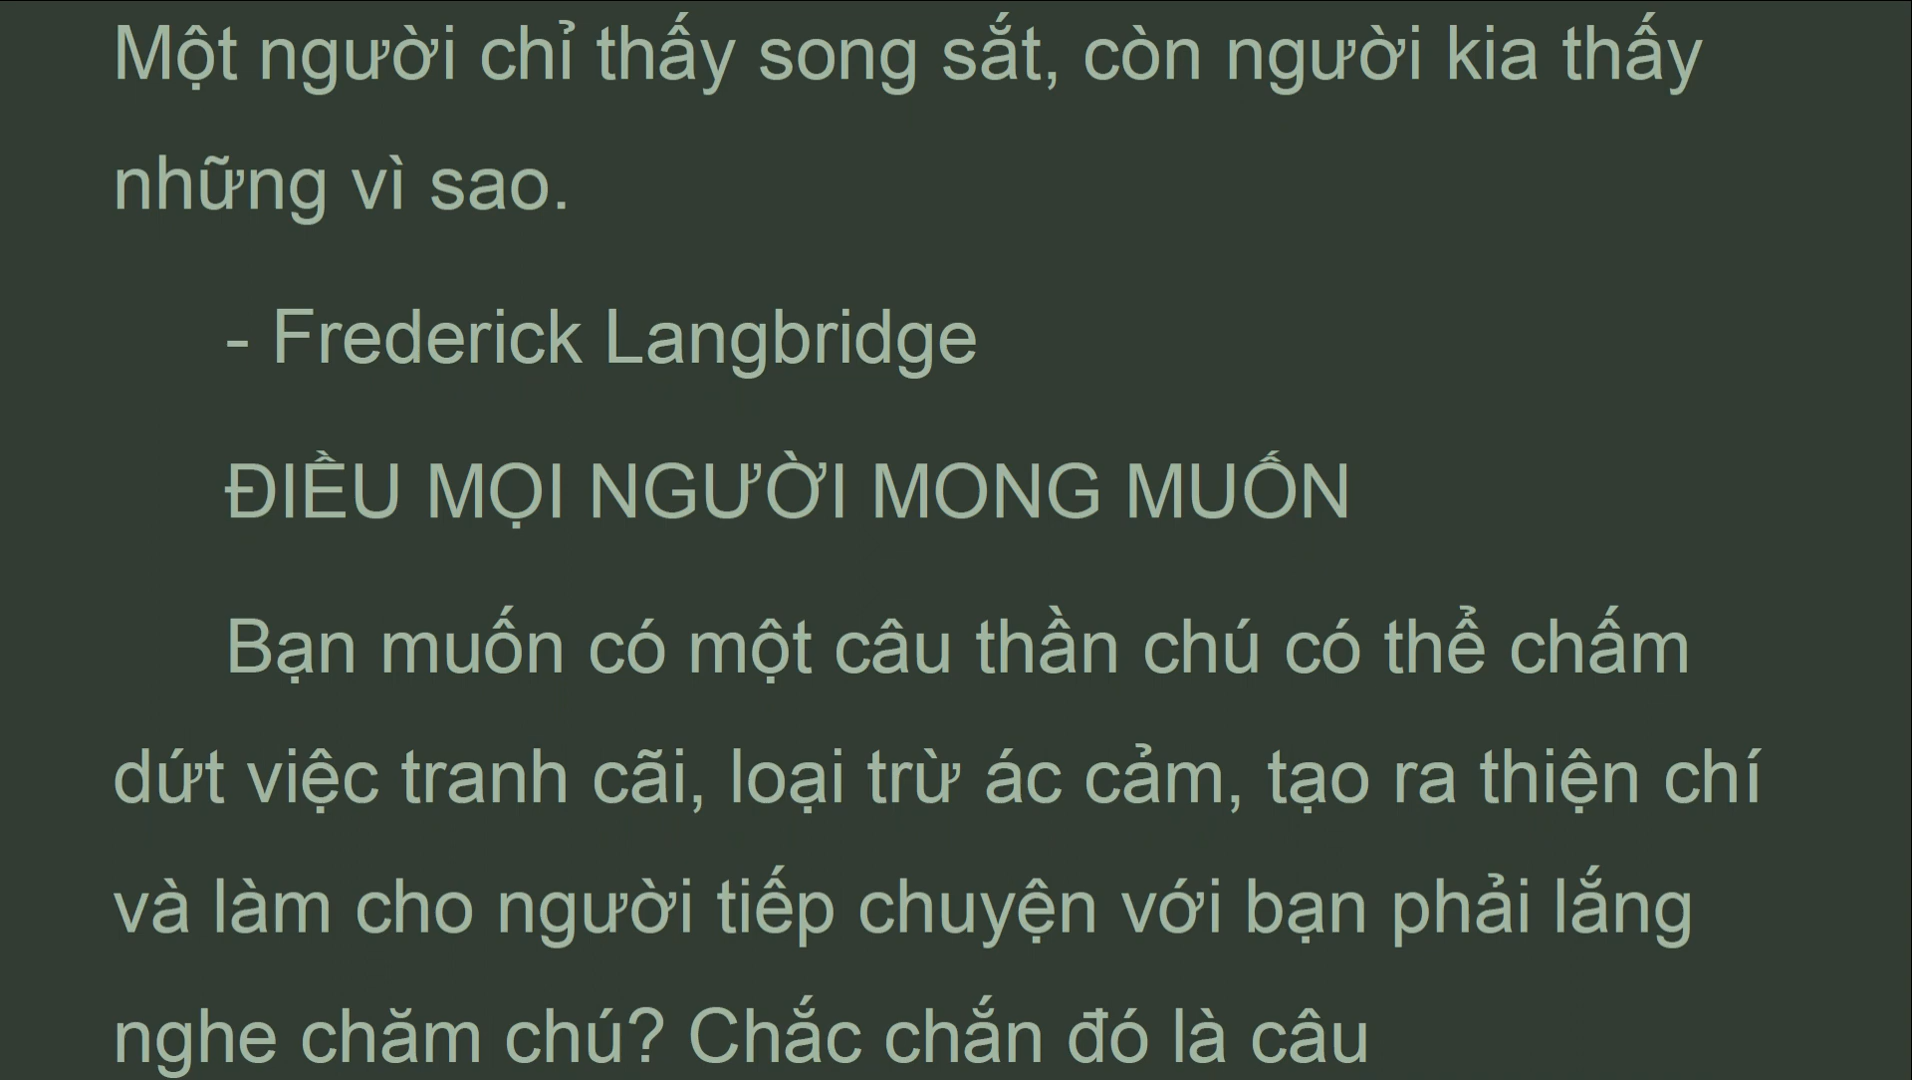 Một người chỉ thấy song sắt, còn người kia thấy
những vì sao.
- Frederick Langbridge
ĐIỀU MỌI NGƯỜI MONG MUỐN
Bạn muốn có một câu thần chú có thể chấm
dứt việc tranh cãi, loại trừ ác cảm, tạo ra thiện chí
và làm cho người tiếp chuyện với bạn phải lắng
nghe chăm chú? Chắc chắn đó là câu